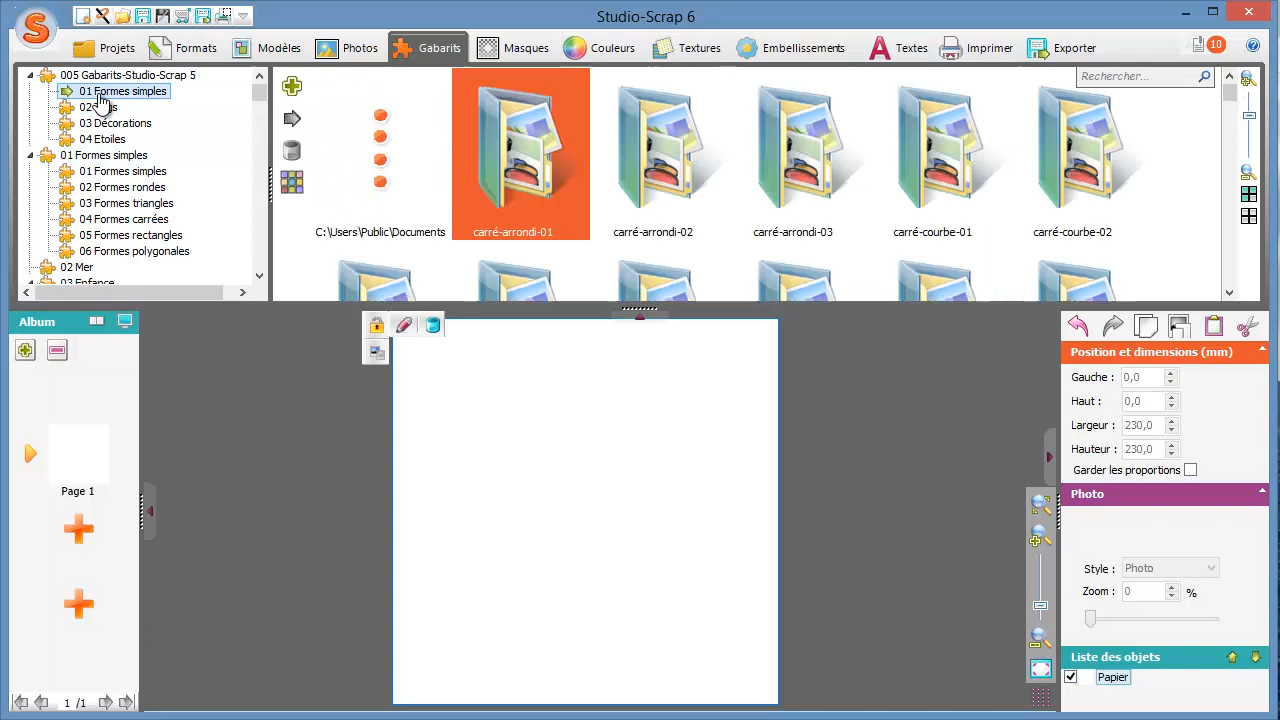 Studio-Scrap 6
Projets
Formats
Modèles
Photos
Gabarits
Masques
Couleurs
Textures
Embellissement
Textes
Imprimer
Exporter
10
005 Gabarits-Studio-Scrap 5
01 Formes simples
03 Décorations
04 Etoiles
01 Formes simples
01 Formes simples
02 Formes rondes
03 Formes triangles
04 Formes carrées
05 Formes rectangles
06 Formes polygonales
02 Mer
03 Enfance
Rechercher...
C:\Users\Public\Documents
carré-arrondi-01
carré-arrondi-02
carré-arrondi-03
carré-courbe-01
carré-courbe-02
Album
Page 1
1 /1
Position et dimensions (mm)
Gauche : 0,0
Haut : 0,0
Largeur : 230,0
Hauteur : 230,0
Garder les proportions
Photo
Style : Photo
Zoom : 0 %
Liste des objets
Papier